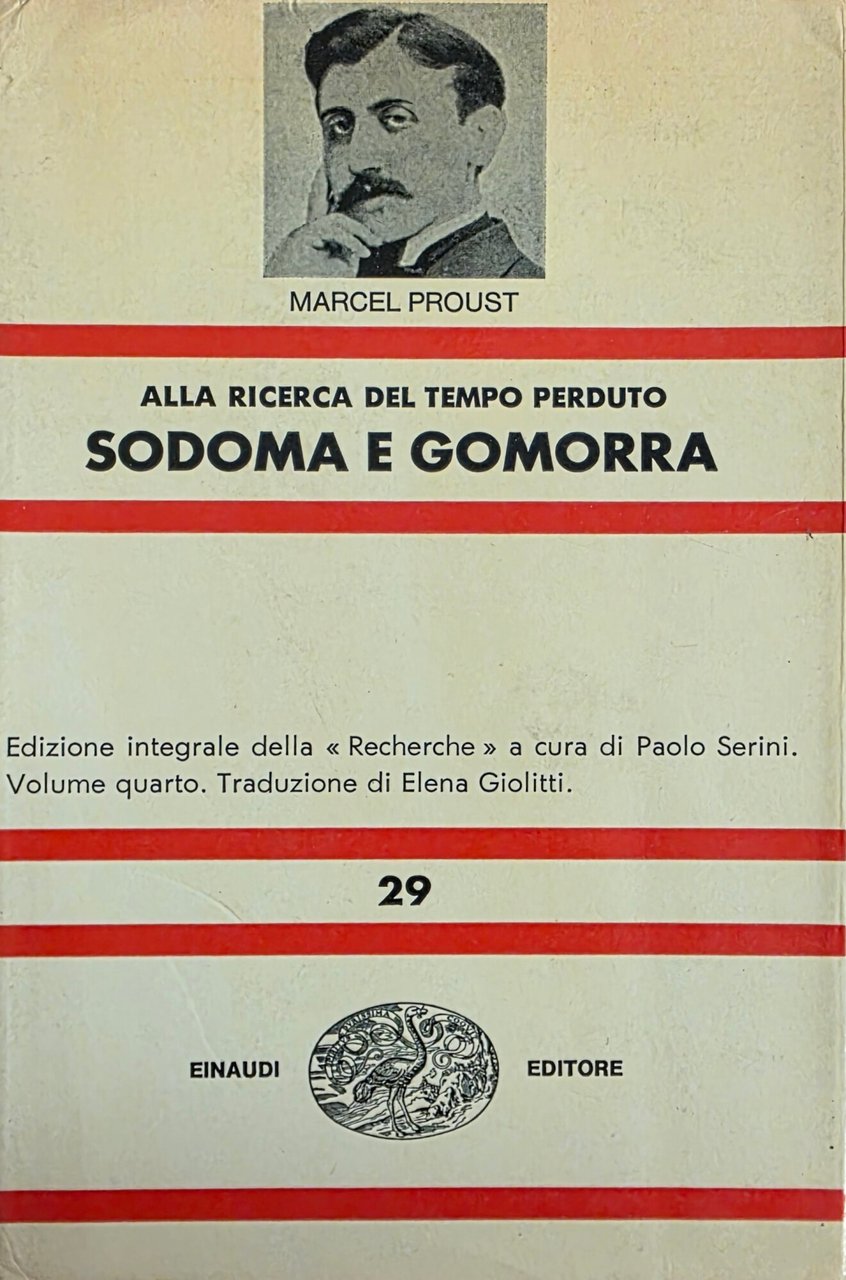 MARCEL PROUST
ALLA RICERCA DEL TEMPO PERDUTO
SODOMA E GOMORRA
Edizione integrale della « Recherche » a cura di Paolo Serini.
Volume quarto. Traduzione di Elena Giolitti.
29
EINAUDI EDITORE